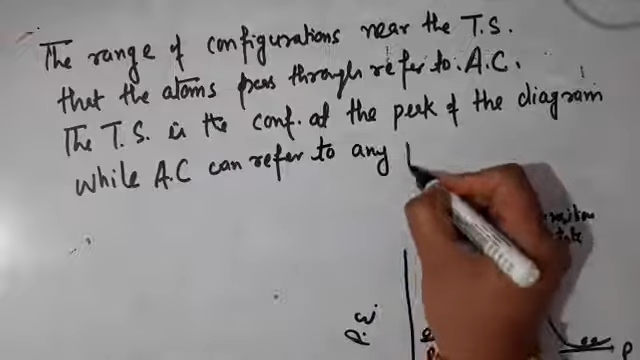 The range of configurations near the T.S.
that the atoms pass through refer to A.C.
The T.S. is the conf. at the peak of the diagram
while A.C can refer to any